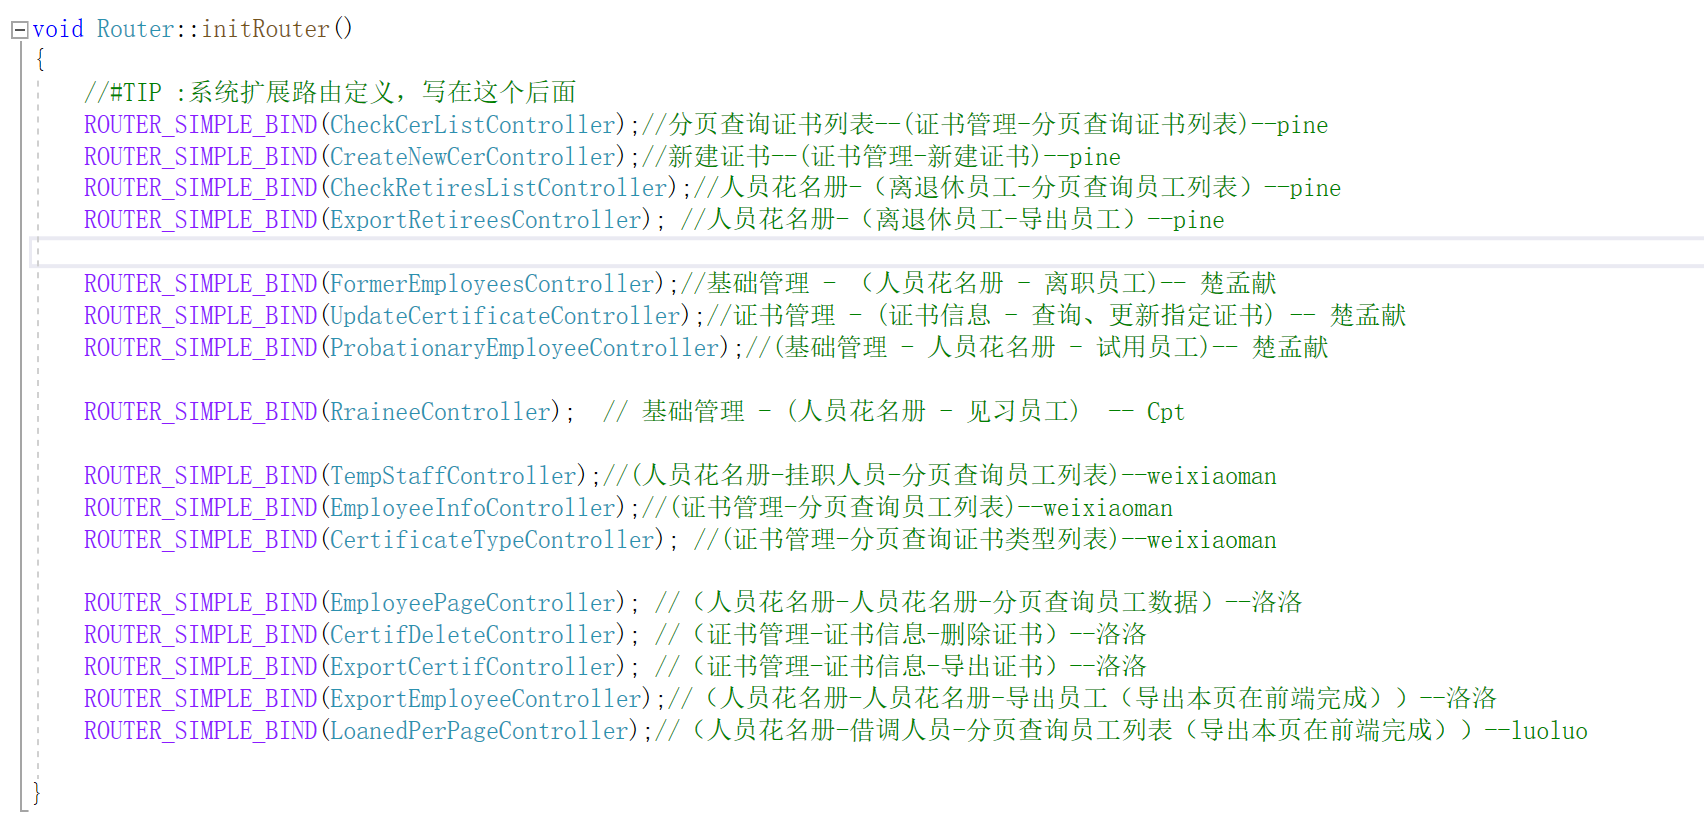 void Router::initRouter()
{
//#TIP :系统扩展路由定义，写在这个后面
ROUTER_SIMPLE_BIND(CheckCerListController);//分页查询证书列表--(证书管理-分页查询证书列表)--pine
ROUTER_SIMPLE_BIND(CreateNewCerController);//新建证书--(证书管理-新建证书)--pine
ROUTER_SIMPLE_BIND(CheckRetiresListController);//人员花名册-（离退休员工-分页查询员工列表）--pine
ROUTER_SIMPLE_BIND(ExportRetireesController); //人员花名册-（离退休员工-导出员工）--pine
ROUTER_SIMPLE_BIND(FormerEmployeesController);//基础管理 - （人员花名册 - 离职员工)-- 楚孟献
ROUTER_SIMPLE_BIND(UpdateCertificateController);//证书管理 - (证书信息 - 查询、更新指定证书) -- 楚孟献
ROUTER_SIMPLE_BIND(ProbationaryEmployeeController);//(基础管理 - 人员花名册 - 试用员工)-- 楚孟献
ROUTER_SIMPLE_BIND(RraineeController);  // 基础管理 - (人员花名册 - 见习员工)  -- Cpt
ROUTER_SIMPLE_BIND(TempStaffController);//(人员花名册-挂职人员-分页查询员工列表)--weixiaoman
ROUTER_SIMPLE_BIND(EmployeeInfoController);//(证书管理-分页查询员工列表)--weixiaoman
ROUTER_SIMPLE_BIND(CertificateTypeController); //(证书管理-分页查询证书类型列表)--weixiaoman
ROUTER_SIMPLE_BIND(EmployeePageController); //（人员花名册-人员花名册-分页查询员工数据）--洛洛
ROUTER_SIMPLE_BIND(CertifDeleteController); //（证书管理-证书信息-删除证书）--洛洛
ROUTER_SIMPLE_BIND(ExportCertifController); //（证书管理-证书信息-导出证书）--洛洛
ROUTER_SIMPLE_BIND(ExportEmployeeController);//（人员花名册-人员花名册-导出员工（导出本页在前端完成））--洛洛
ROUTER_SIMPLE_BIND(LoanedPerPageController);//（人员花名册-借调人员-分页查询员工列表（导出本页在前端完成））--luoluo
}